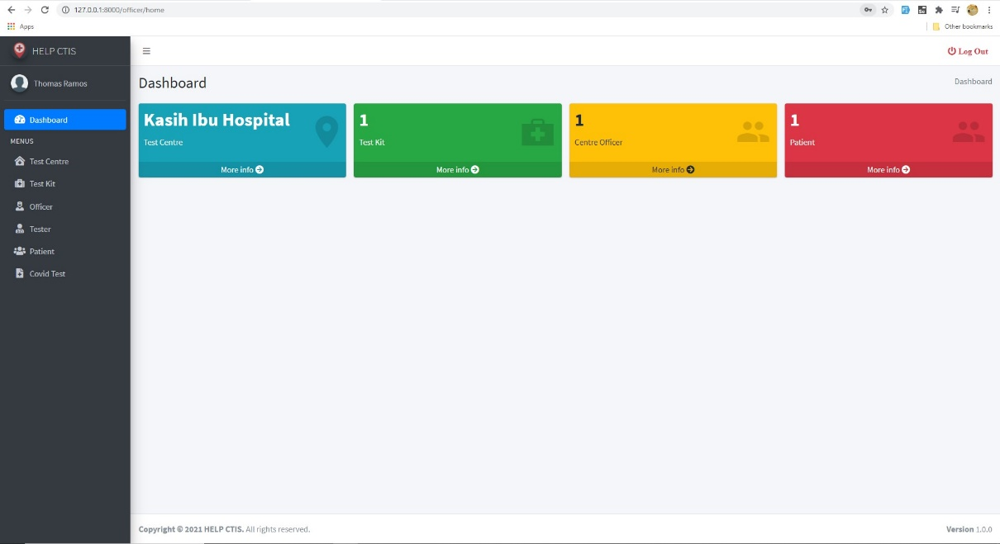 127.0.0.1:8000/officer/home
Apps
Other bookmarks
HELP CTIS
Log Out
Thomas Ramos
Dashboard
Dashboard
Dashboard
MENUS
Test Centre
Test Kit
Officer
Tester
Patient
Covid Test
Kasih Ibu Hospital
Test Centre
More info
1
Test Kit
More info
1
Centre Officer
More info
1
Patient
More info
Copyright © 2021 HELP CTIS. All rights reserved.
Version 1.0.0